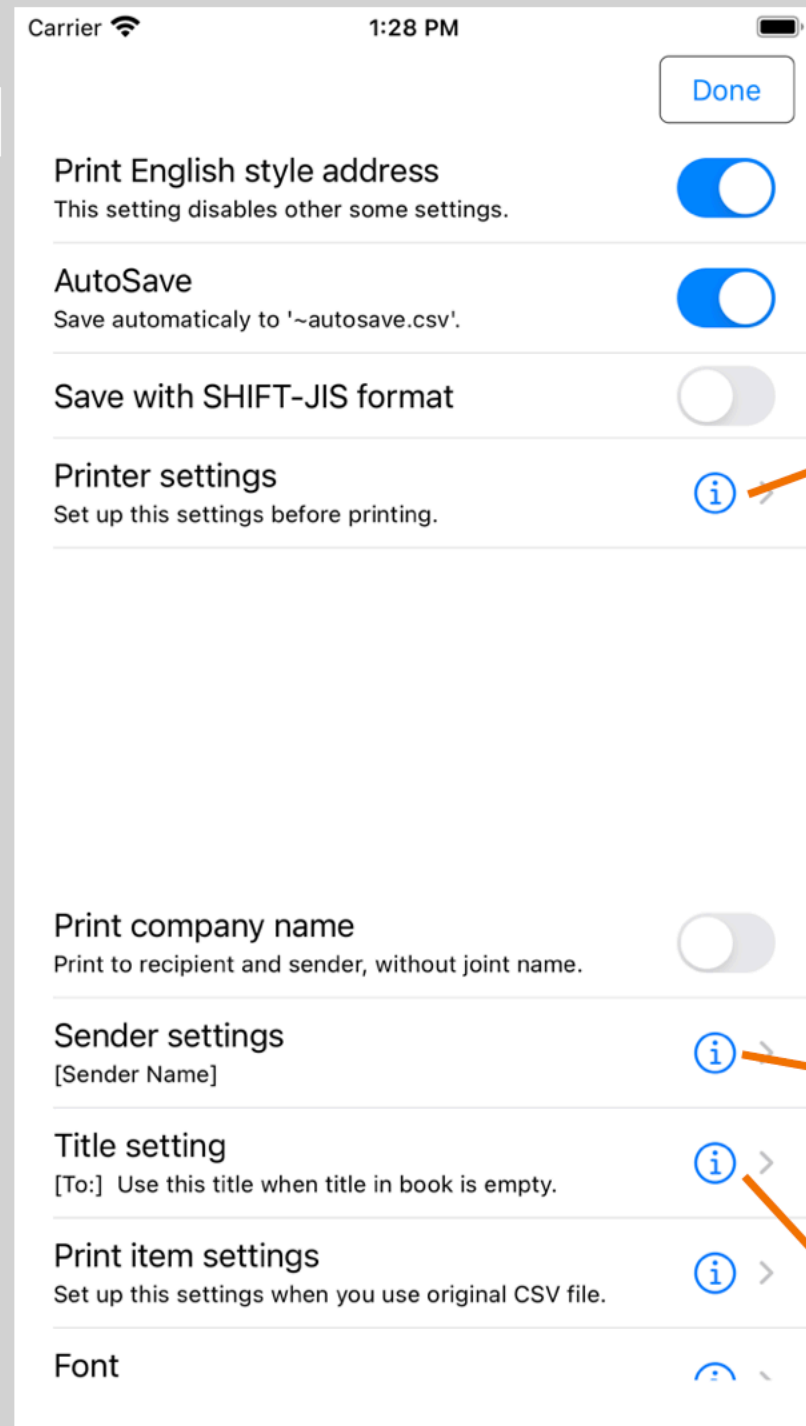 Carrier
1:28 PM
Done
Print English style address
This setting disables other some settings.
AutoSave
Save automaticaly to '~autosave.csv'.
Save with SHIFT-JIS format
Printer settings
Set up this settings before printing.
Print company name
Print to recipient and sender, without joint name.
Sender settings
[Sender Name]
Title setting
[To:] Use this title when title in book is empty.
Print item settings
Set up this settings when you use original CSV file.
Font